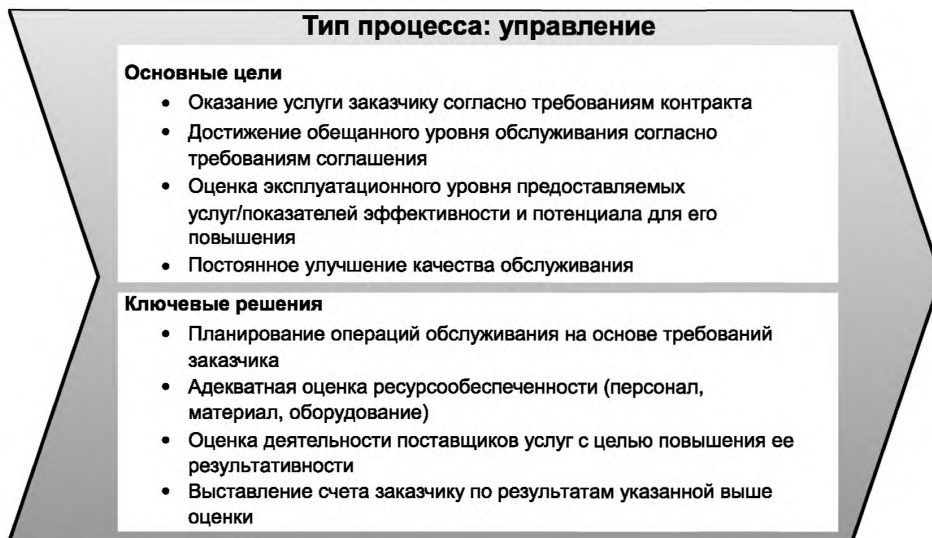 Тип процесса: управление
Основные цели
• Оказание услуги заказчику согласно требованиям контракта
• Достижение обещанного уровня обслуживания согласно
требованиям соглашения
• Оценка эксплуатационного уровня предоставляемых
услуг/показателей эффективности и потенциала для его
повышения
• Постоянное улучшение качества обслуживания
Ключевые решения
• Планирование операций обслуживания на основе требований
заказчика
• Адекватная оценка ресурсообеспеченности (персонал,
материал, оборудование)
• Оценка деятельности поставщиков услуг с целью повышения ее
результативности
• Выставление счета заказчику по результатам указанной выше
оценки